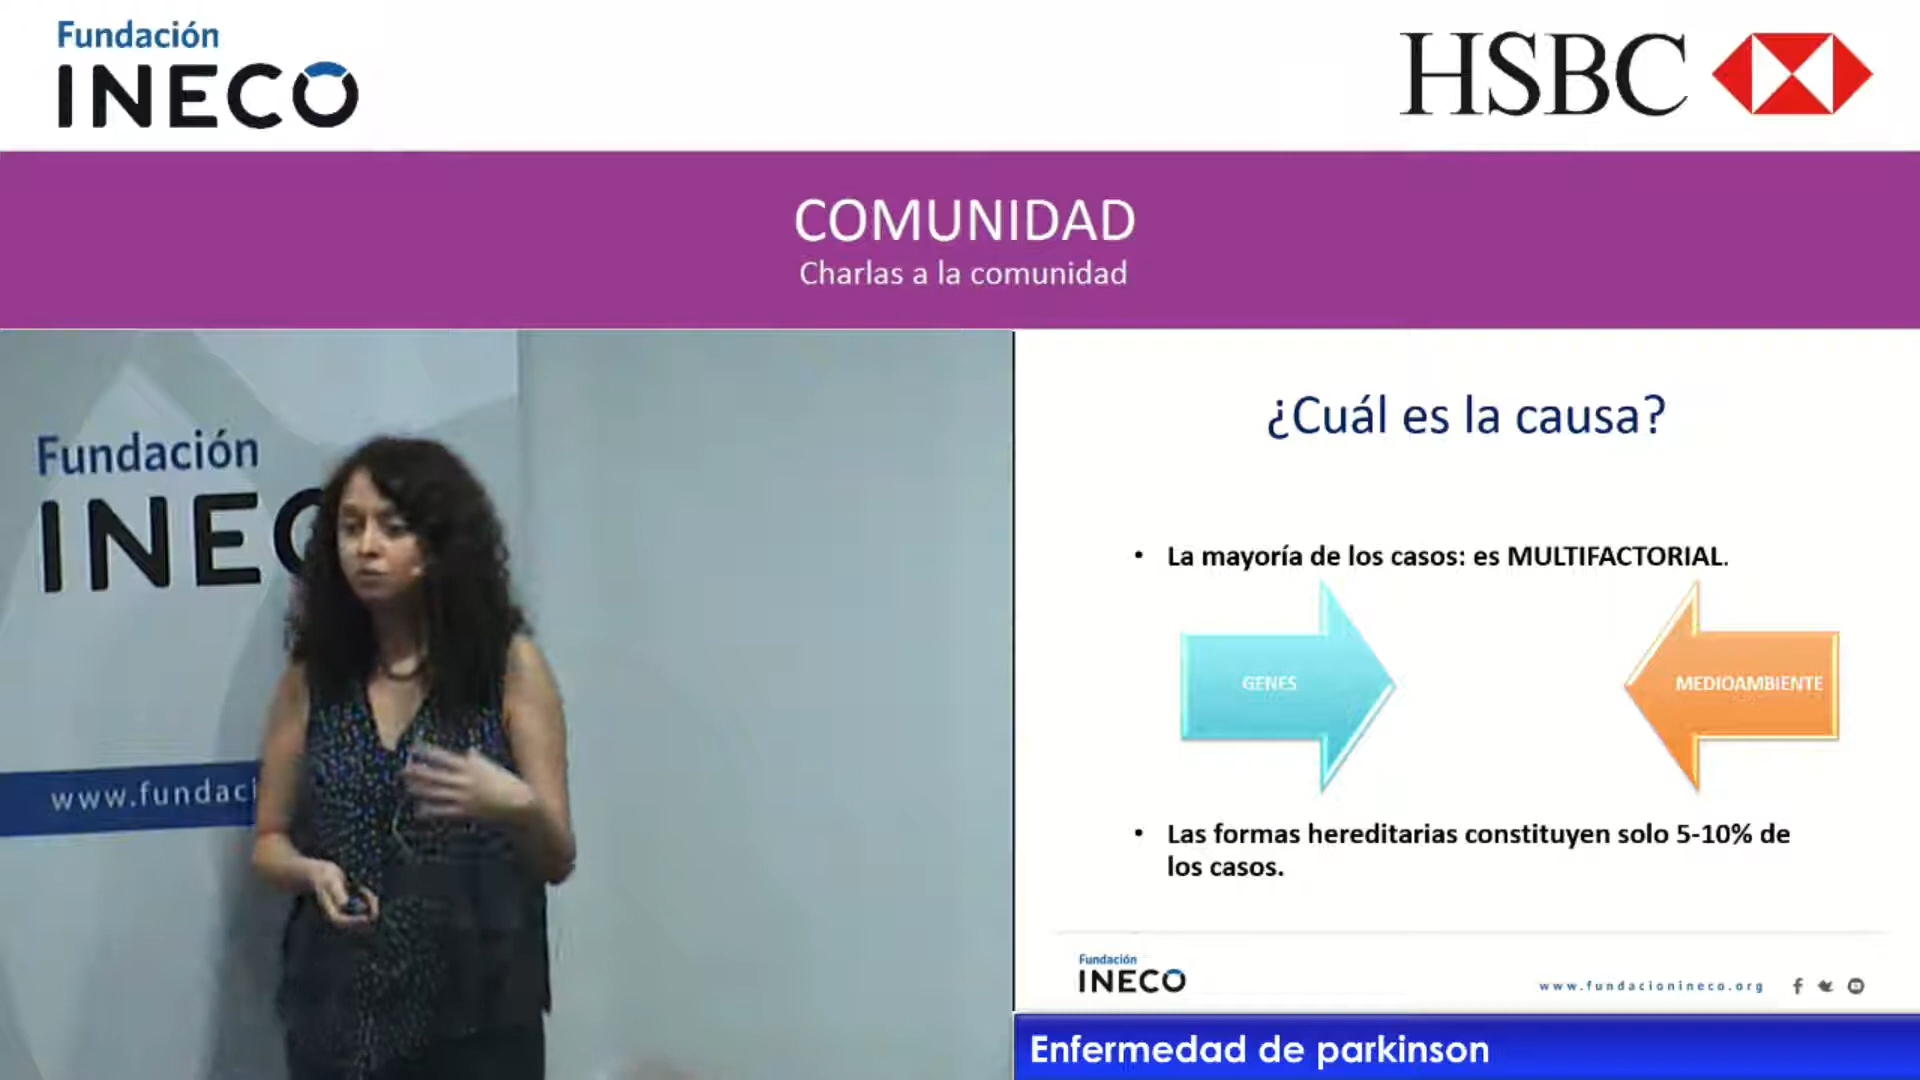 Fundación
INECO
HSBC
COMUNIDAD
Charlas a la comunidad
Fundación
INEC
www.fundaci
¿Cuál es la causa?
• La mayoría de los casos: es MULTIFACTORIAL.
GENES
MEDIOAMBIENTE
• Las formas hereditarias constituyen solo 5-10% de
los casos.
Fundación
INECO
www.fundacionineco.org
Enfermedad de parkinson